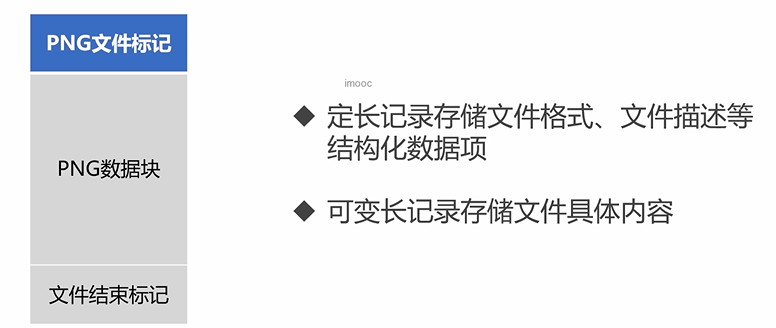 PNG文件标记
PNG数据块
文件结束标记
imooc
◆ 定长记录存储文件格式、文件描述等
结构化数据项
◆ 可变长记录存储文件具体内容